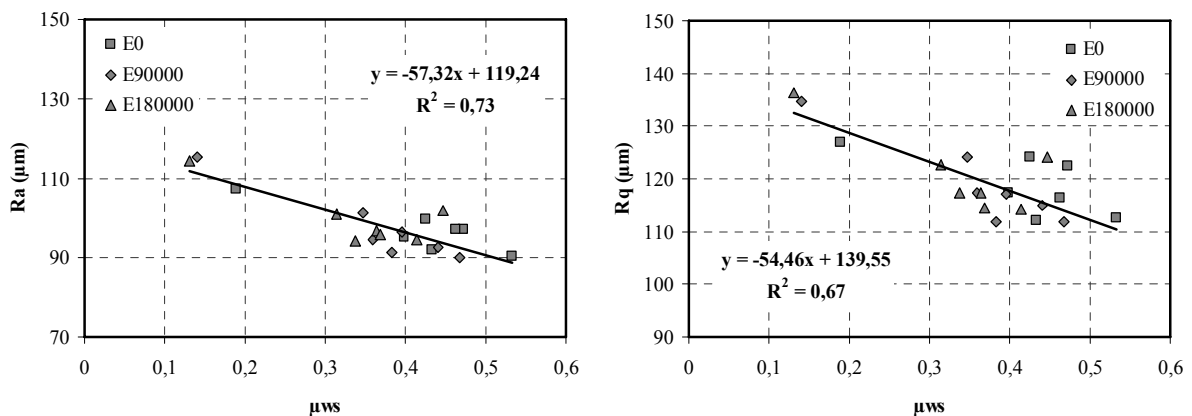 150
130
110
90
70
Ra (µm)
E0
E90000
E180000
y = -57,32x + 119,24
R² = 0,73
0 0,1 0,2 0,3 0,4 0,5 0,6
µws
150
140
130
120
110
100
90
Rq (µm)
E0
E90000
E180000
y = -54,46x + 139,55
R² = 0,67
0 0,1 0,2 0,3 0,4 0,5 0,6
µws